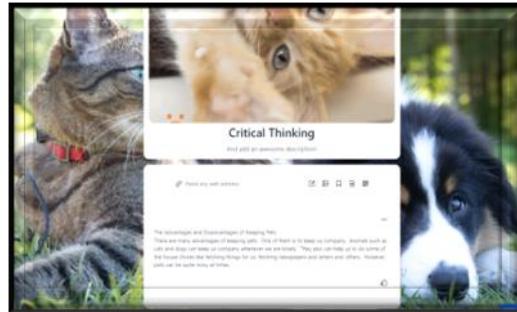 Critical Thinking
And add an awesome description
Paste any web address
The Advantages and Disadvantages of Keeping Pets
There are many advantages of keeping pets. One of them is to keep us company. Animals such as
cats and dogs can keep us company whenever we are lonely. They also can help us to do some of
the house chores like fetching things for us, fetching newspapers and letters and others. However,
pets can be quite noisy at times.